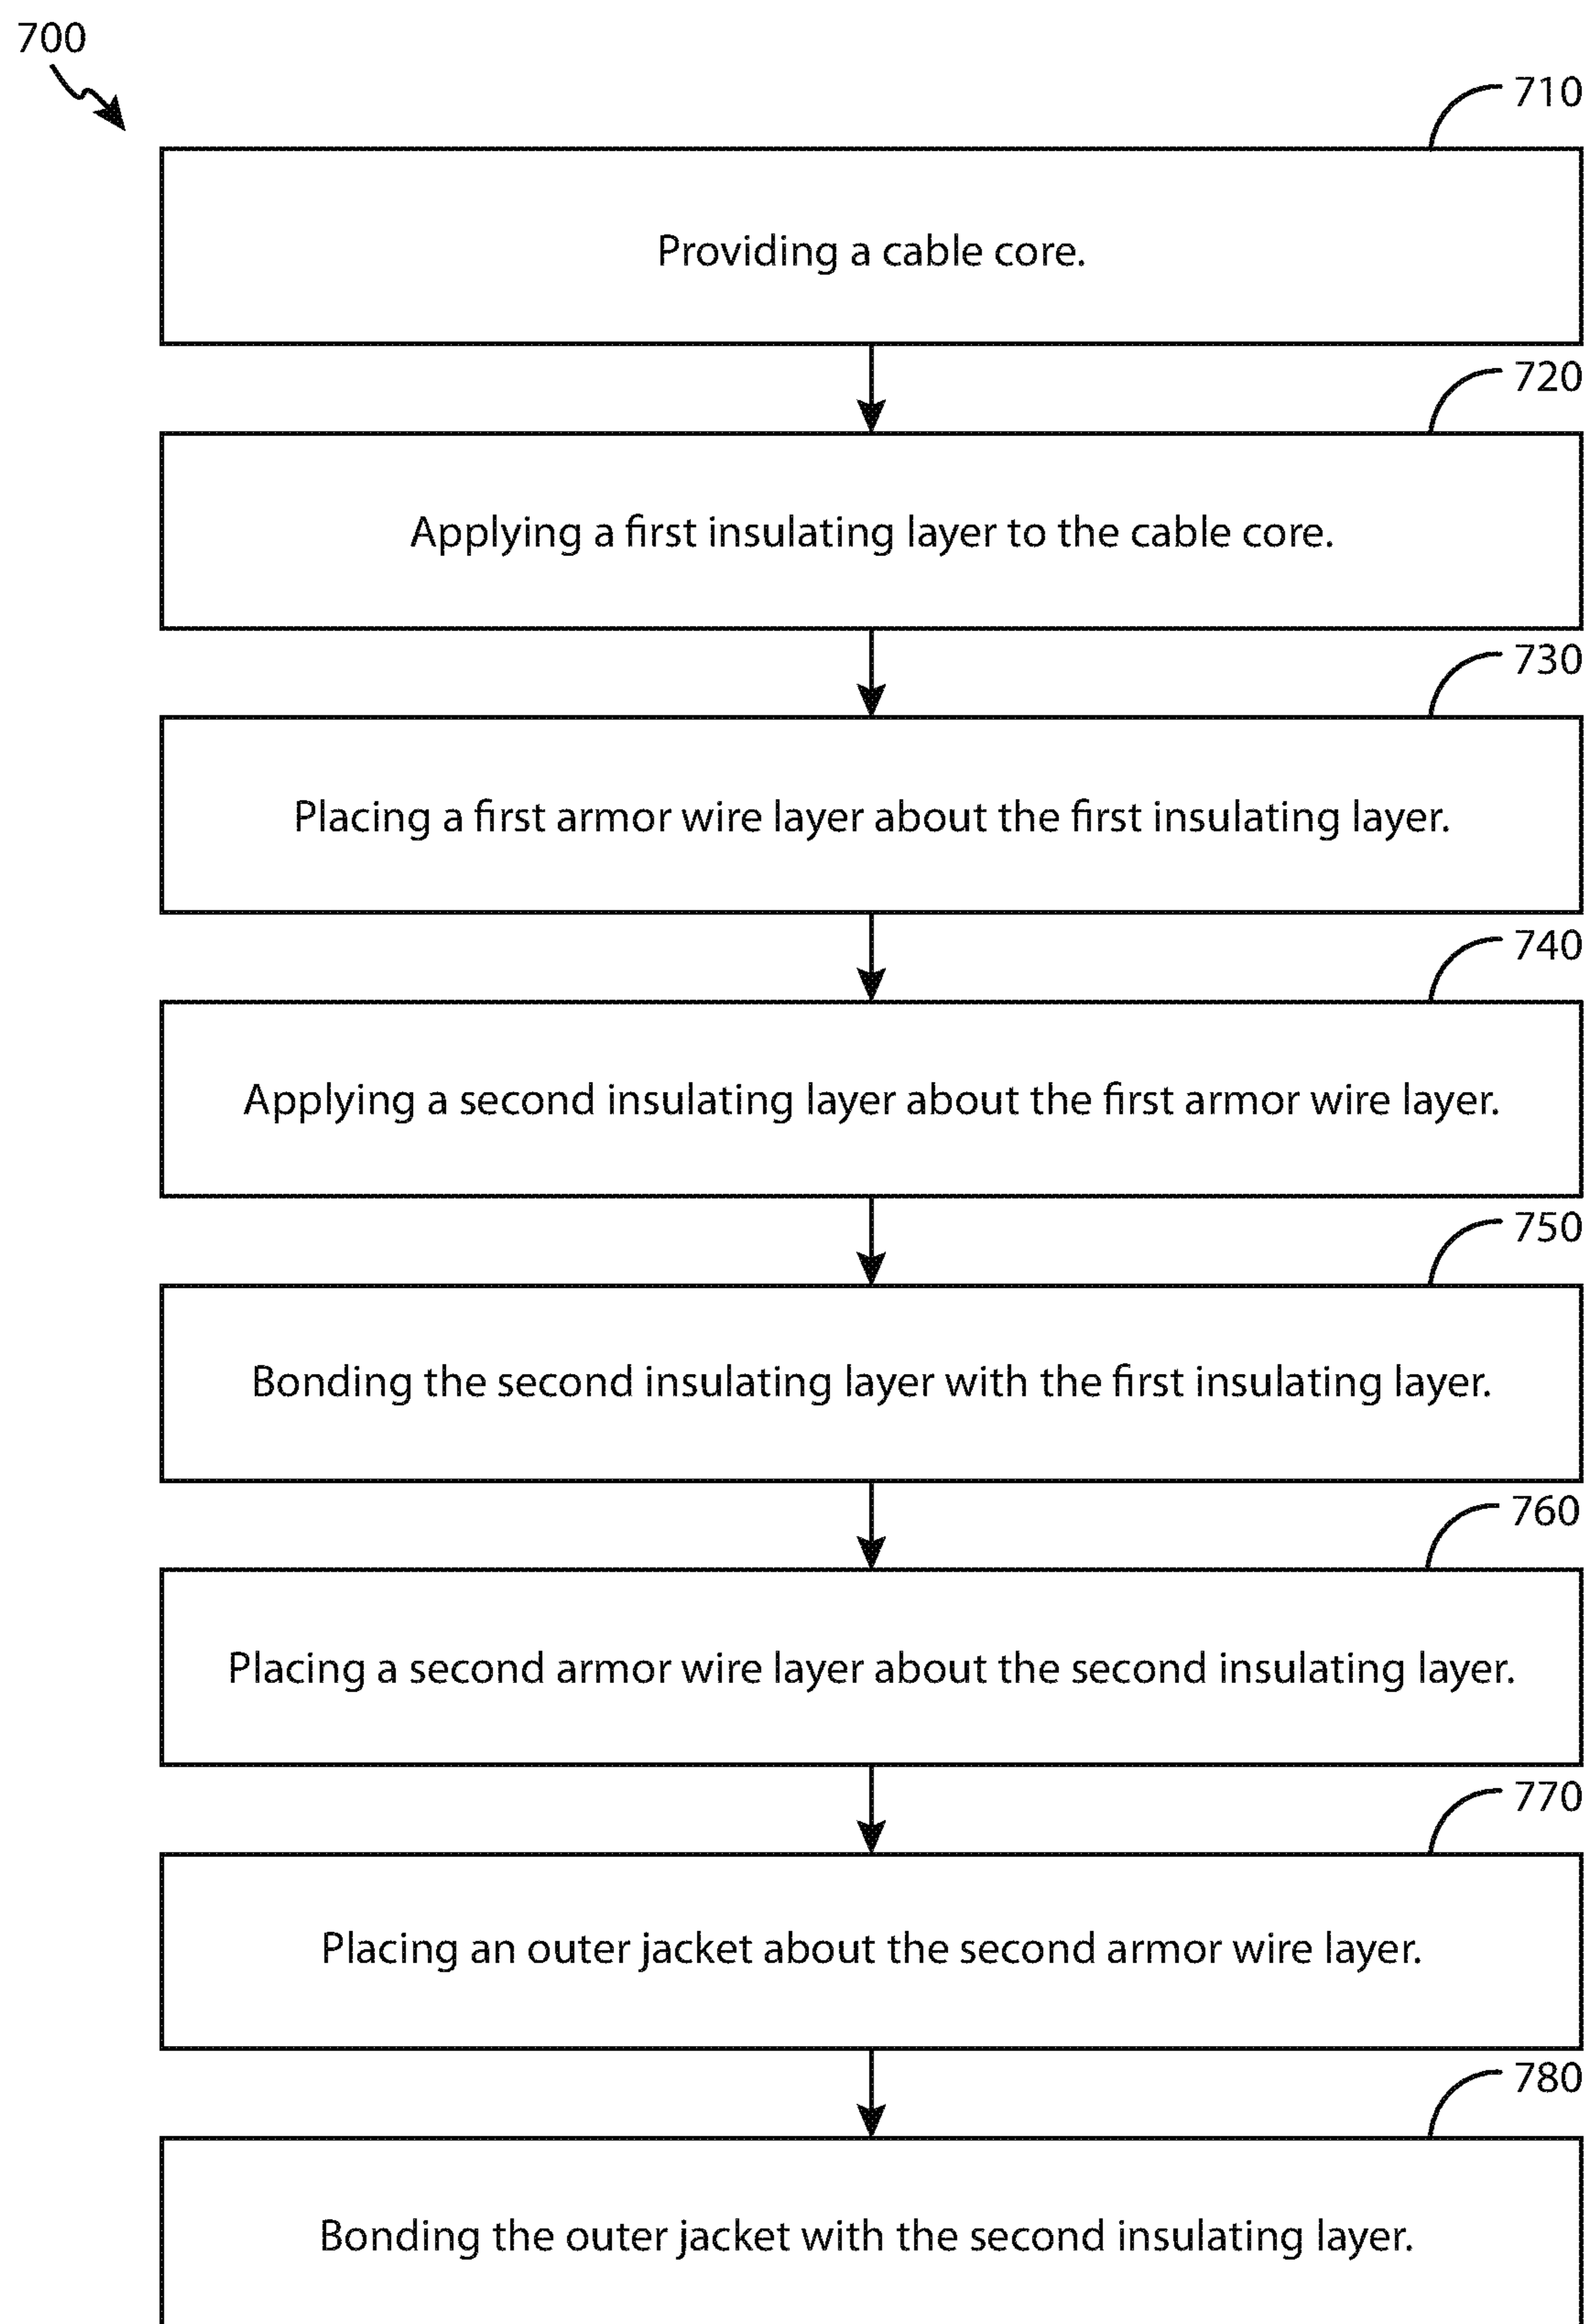 700
710
Providing a cable core.
720
Applying a first insulating layer to the cable core.
730
Placing a first armor wire layer about the first insulating layer.
740
Applying a second insulating layer about the first armor wire layer.
750
Bonding the second insulating layer with the first insulating layer.
760
Placing a second armor wire layer about the second insulating layer.
770
Placing an outer jacket about the second armor wire layer.
780
Bonding the outer jacket with the second insulating layer.